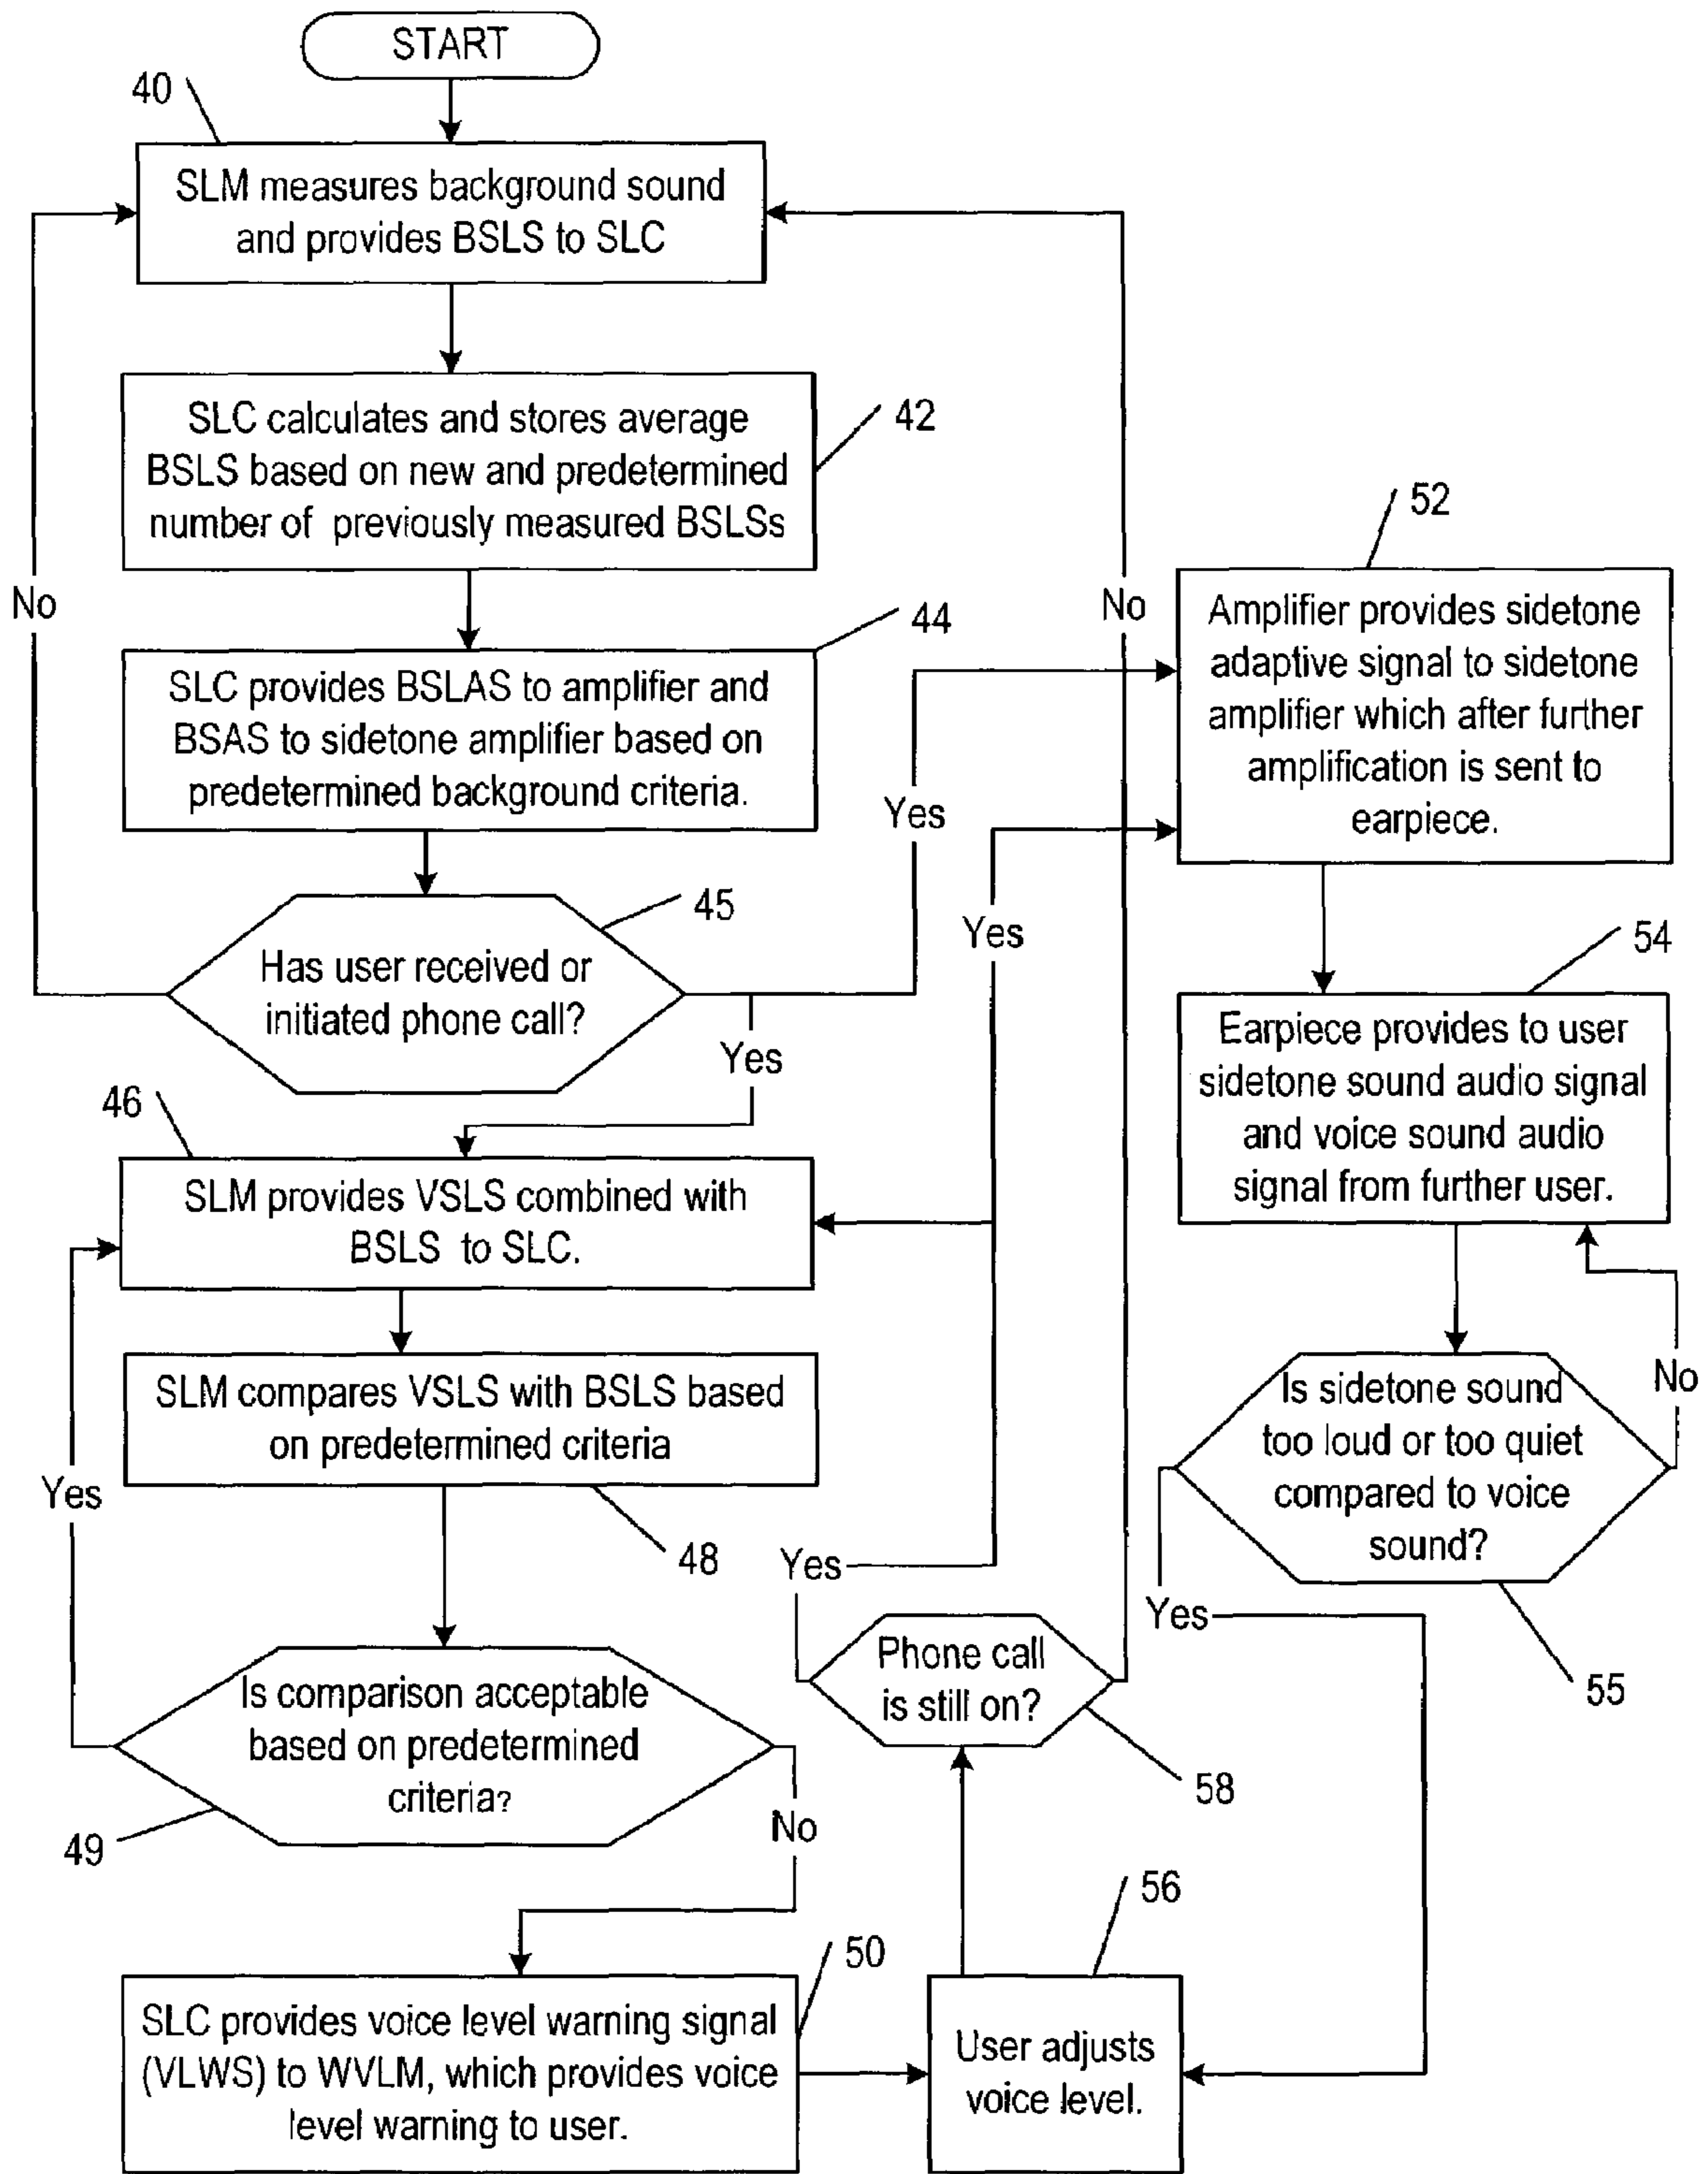 START
40
SLM measures background sound
and provides BSLS to SLC
SLC calculates and stores average
BSLS based on new and predetermined
number of previously measured BSLSs
42
No
44
SLC provides BSLAS to amplifier and
BSAS to sidetone amplifier based on
predetermined background criteria.
45
Has user received or
initiated phone call?
Yes
Yes
46
SLM provides VSLS combined with
BSLS to SLC.
SLM compares VSLS with BSLS based
on predetermined criteria
48
Yes
Is comparison acceptable
based on predetermined
criteria?
49
No
50
SLC provides voice level warning signal
(VLWS) to WVLM, which provides voice
level warning to user.
52
Amplifier provides sidetone
adaptive signal to sidetone
amplifier which after further
amplification is sent to
earpiece.
No
Yes
54
Earpiece provides to user
sidetone sound audio signal
and voice sound audio
signal from further user.
No
Is sidetone sound
too loud or too quiet
compared to voice
sound?
55
Yes
Yes
Phone call
is still on?
58
56
User adjusts
voice level.